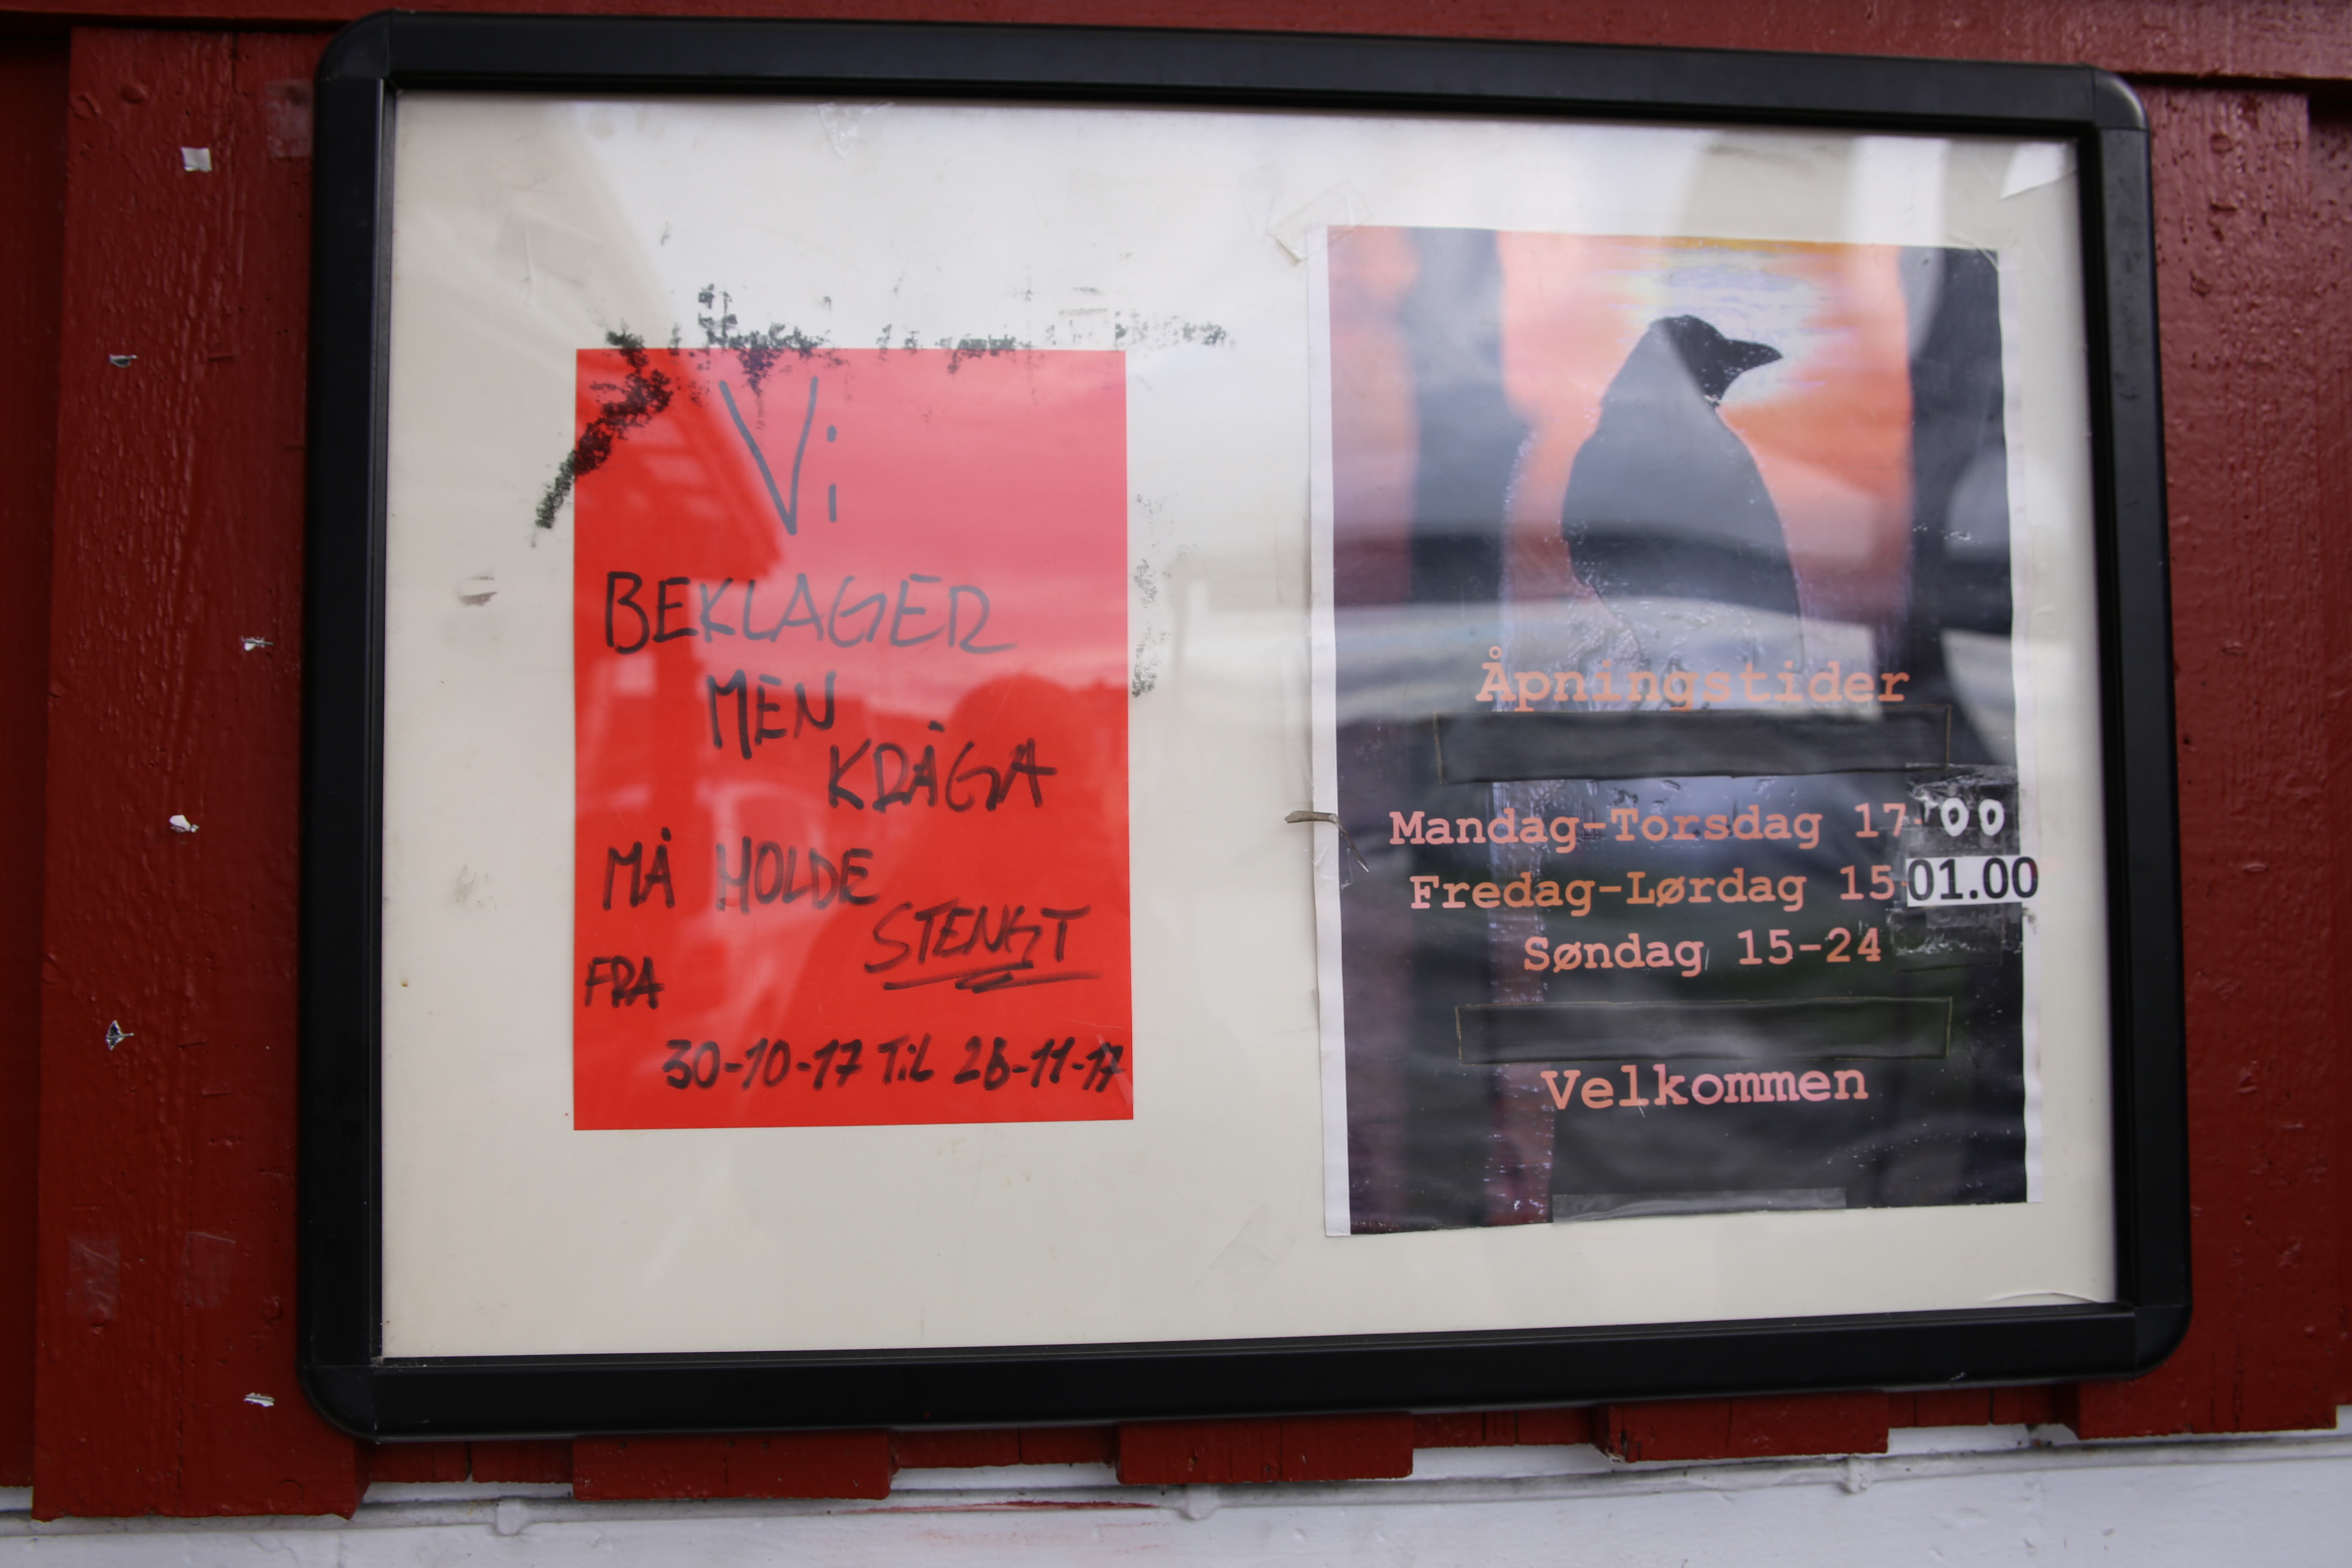 Vi
BEKLAGER
MEN
KRÅGA
MÅ HOLDE
STENGT
FRA
30-10-17 TiL 26-11-17
Åpningstider
Mandag-Torsdag 17-00
Fredag-Lørdag 15 01.00
Søndag 15-24
Velkommen